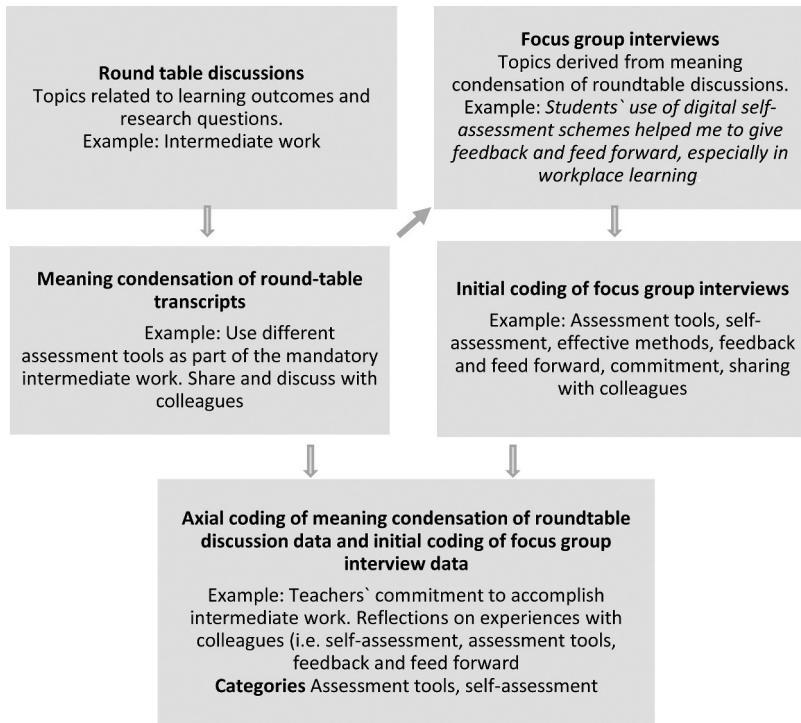 Round table discussions
Topics related to learning outcomes and
research questions.
Example: Intermediate work
Focus group interviews
Topics derived from meaning
condensation of roundtable discussions.
Example: Students` use of digital self-
assessment schemes helped me to give
feedback and feed forward, especially in
workplace learning
Meaning condensation of round-table
transcripts
Example: Use different
assessment tools as part of the mandatory
intermediate work. Share and discuss with
colleagues
Initial coding of focus group interviews
Example: Assessment tools, self-
assessment, effective methods, feedback
and feed forward, commitment, sharing
with colleagues
Axial coding of meaning condensation of roundtable
discussion data and initial coding of focus group
interview data
Example: Teachers` commitment to accomplish
intermediate work. Reflections on experiences with
colleagues (i.e. self-assessment, assessment tools,
feedback and feed forward
Categories Assessment tools, self-assessment